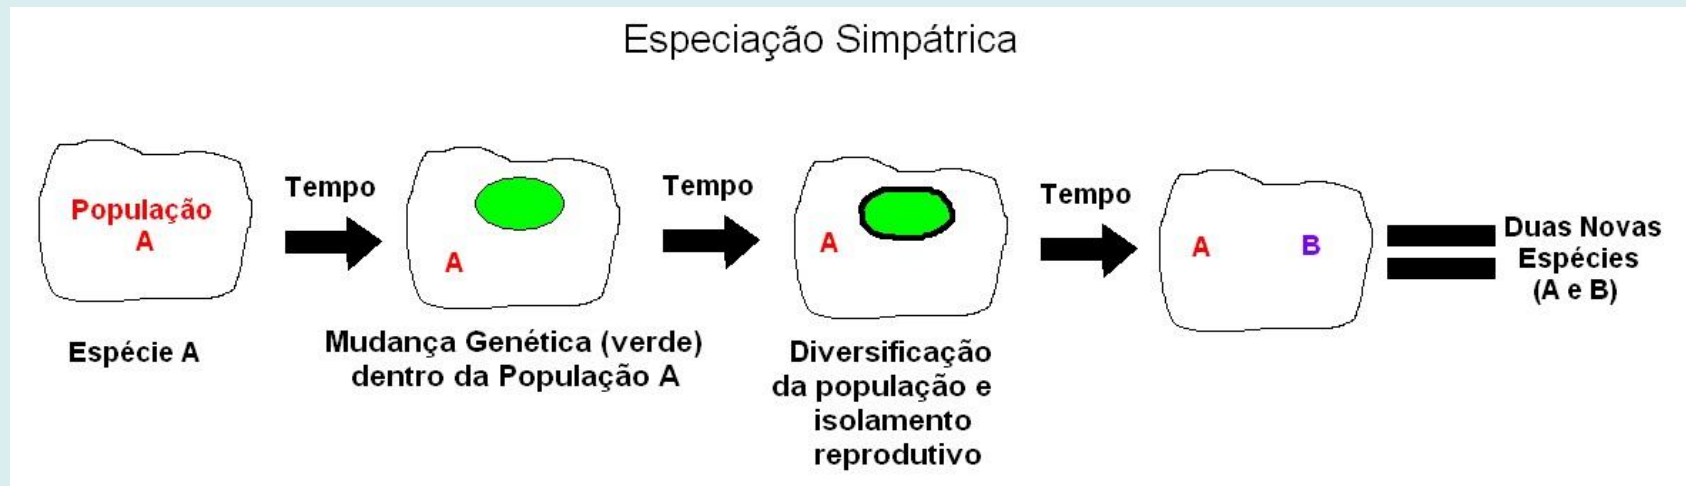 Especiação Simpátrica
População
A
Espécie A
Tempo
A
Mudança Genética (verde)
dentro da População A
Tempo
A
Diversificação
da população e
isolamento
reprodutivo
Tempo
A B
Duas Novas
Espécies
(A e B)